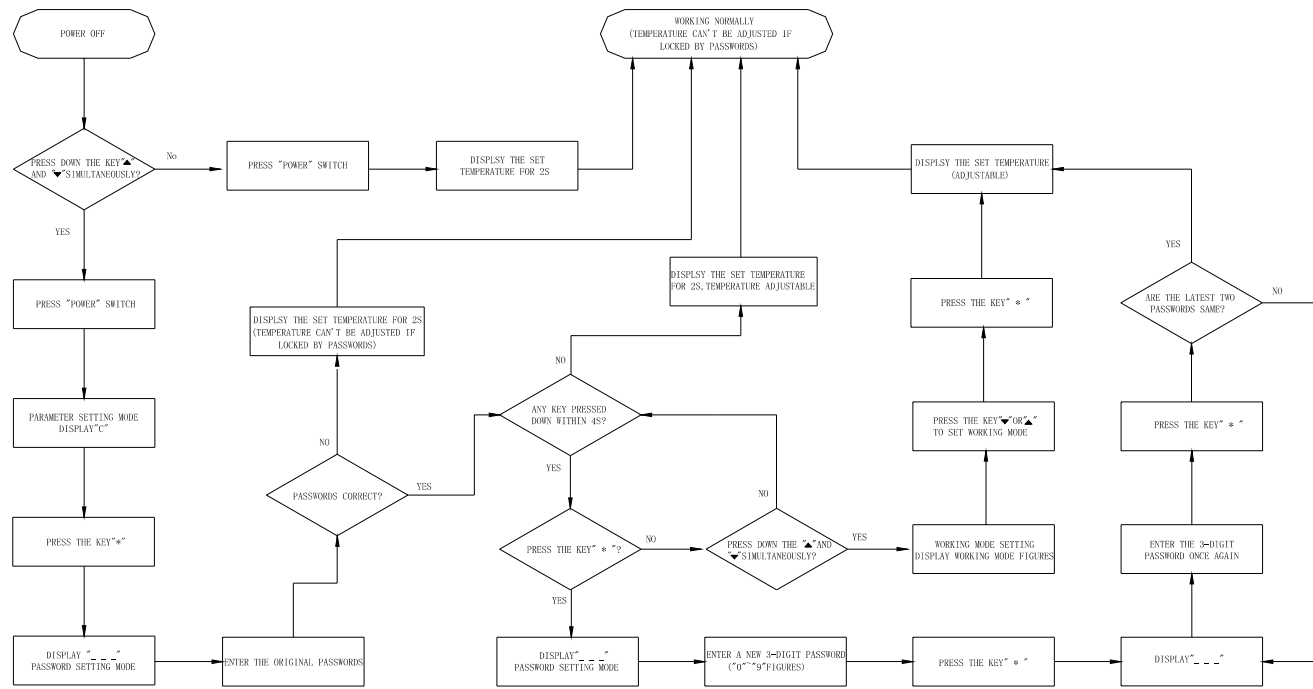 POWER OFF
WORKING NORMALLY
(TEMPERATURE CAN'T BE ADJUSTED IF
LOCKED BY PASSWORDS)
PRESS DOWN THE KEY"▲"
AND "▼"SIMULTANEOUSLY?
No
PRESS "POWER" SWITCH
DISPLSY THE SET
TEMPERATURE FOR 2S
DISPLSY THE SET TEMPERATURE
(ADJUSTABLE)
YES
YES
PRESS "POWER" SWITCH
DISPLSY THE SET TEMPERATURE FOR 2S
(TEMPERATURE CAN'T BE ADJUSTED IF
LOCKED BY PASSWORDS)
DISPLSY THE SET TEMPERATURE
FOR 2S, TEMPERATURE ADJUSTABLE
PRESS THE KEY" * "
ARE THE LATEST TWO
PASSWORDS SAME?
NO
NO
PARAMETER SETTING MODE
DISPLAY"C"
ANY KEY PRESSED
DOWN WITHIN 4S?
PRESS THE KEY"▼"OR"▲"
TO SET WORKING MODE
PRESS THE KEY" * "
NO
PASSWORDS CORRECT?
YES
YES
NO
PRESS THE KEY"*"
PRESS THE KEY" * "?
NO
PRESS DOWN THE "▲"AND
"▼"SIMULTANEOUSLY?
YES
WORKING MODE SETTING
DISPLAY WORKING MODE FIGURES
ENTER THE 3-DIGIT
PASSWORD ONCE AGAIN
YES
DISPLAY "_ _ _"
PASSWORD SETTING MODE
ENTER THE ORIGINAL PASSWORDS
DISPLAY"_ _ _"
PASSWORD SETTING MODE
ENTER A NEW 3-DIGIT PASSWORD
("0"~"9"FIGURES)
PRESS THE KEY" * "
DISPLAY"_ _ _"